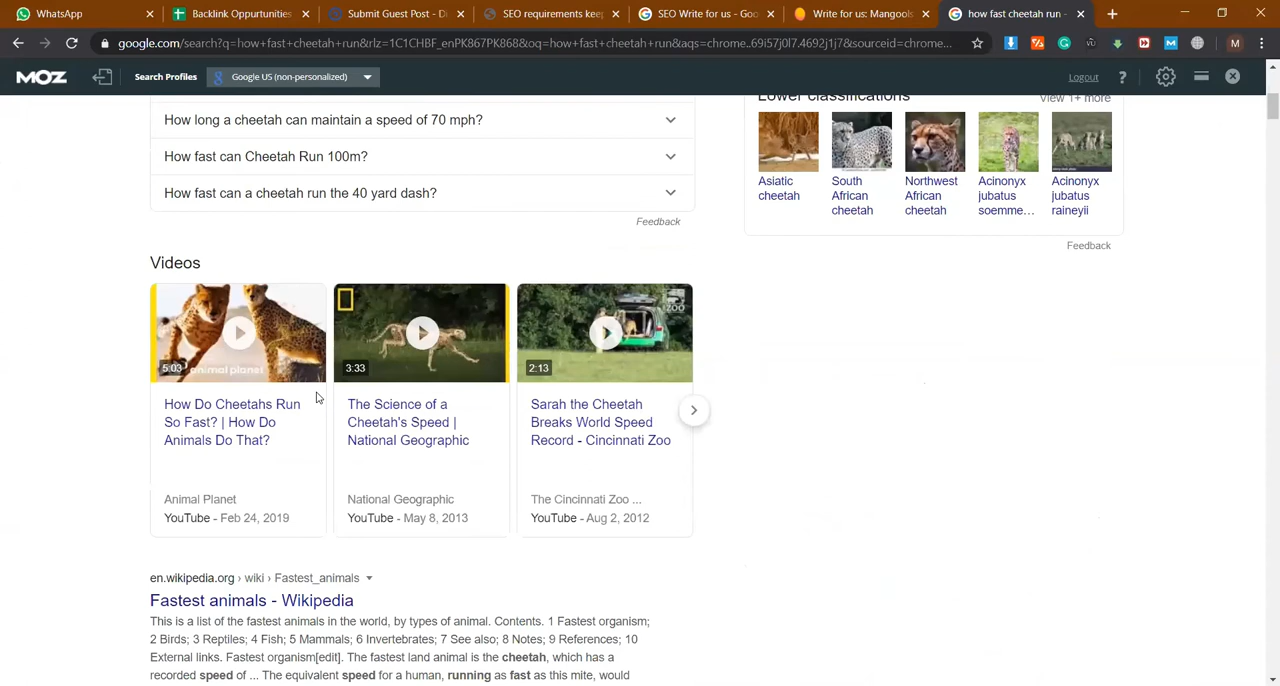 WhatsApp
Backlink Oppurtunities
Submit Guest Post - D
SEO requirements kee
SEO Write for us - Goo
Write for us: Mangools
how fast cheetah run -
google.com/search?q=how+fast+cheetah+run&rlz=1C1CHBF_enPK867PK868&oq=how+fast+cheetah+run&aqs=chrome..69i57j0l7.4692j1j7&sourceid=chrome...
M
MOZ
Search Profiles
Google US (non-personalized)
Logout
?
Lower classifications
View 1+ more
How long a cheetah can maintain a speed of 70 mph?
How fast can Cheetah Run 100m?
How fast can a cheetah run the 40 yard dash?
Feedback
Asiatic
cheetah
South
African
cheetah
Northwest
African
cheetah
Acinonyx
jubatus
soemme...
Acinonyx
jubatus
raineyii
Feedback
Videos
5:03
animal planet
3:33
2:13
ZOO
How Do Cheetahs Run
So Fast? | How Do
Animals Do That?
The Science of a
Cheetah's Speed |
National Geographic
Sarah the Cheetah
Breaks World Speed
Record - Cincinnati Zoo
Animal Planet
YouTube - Feb 24, 2019
National Geographic
YouTube - May 8, 2013
The Cincinnati Zoo ...
YouTube - Aug 2, 2012
en.wikipedia.org › wiki › Fastest_animals
Fastest animals - Wikipedia
This is a list of the fastest animals in the world, by types of animal. Contents. 1 Fastest organism;
2 Birds; 3 Reptiles; 4 Fish; 5 Mammals; 6 Invertebrates; 7 See also; 8 Notes; 9 References; 10
External links. Fastest organism[edit]. The fastest land animal is the cheetah, which has a
recorded speed of ... The equivalent speed for a human, running as fast as this mite, would